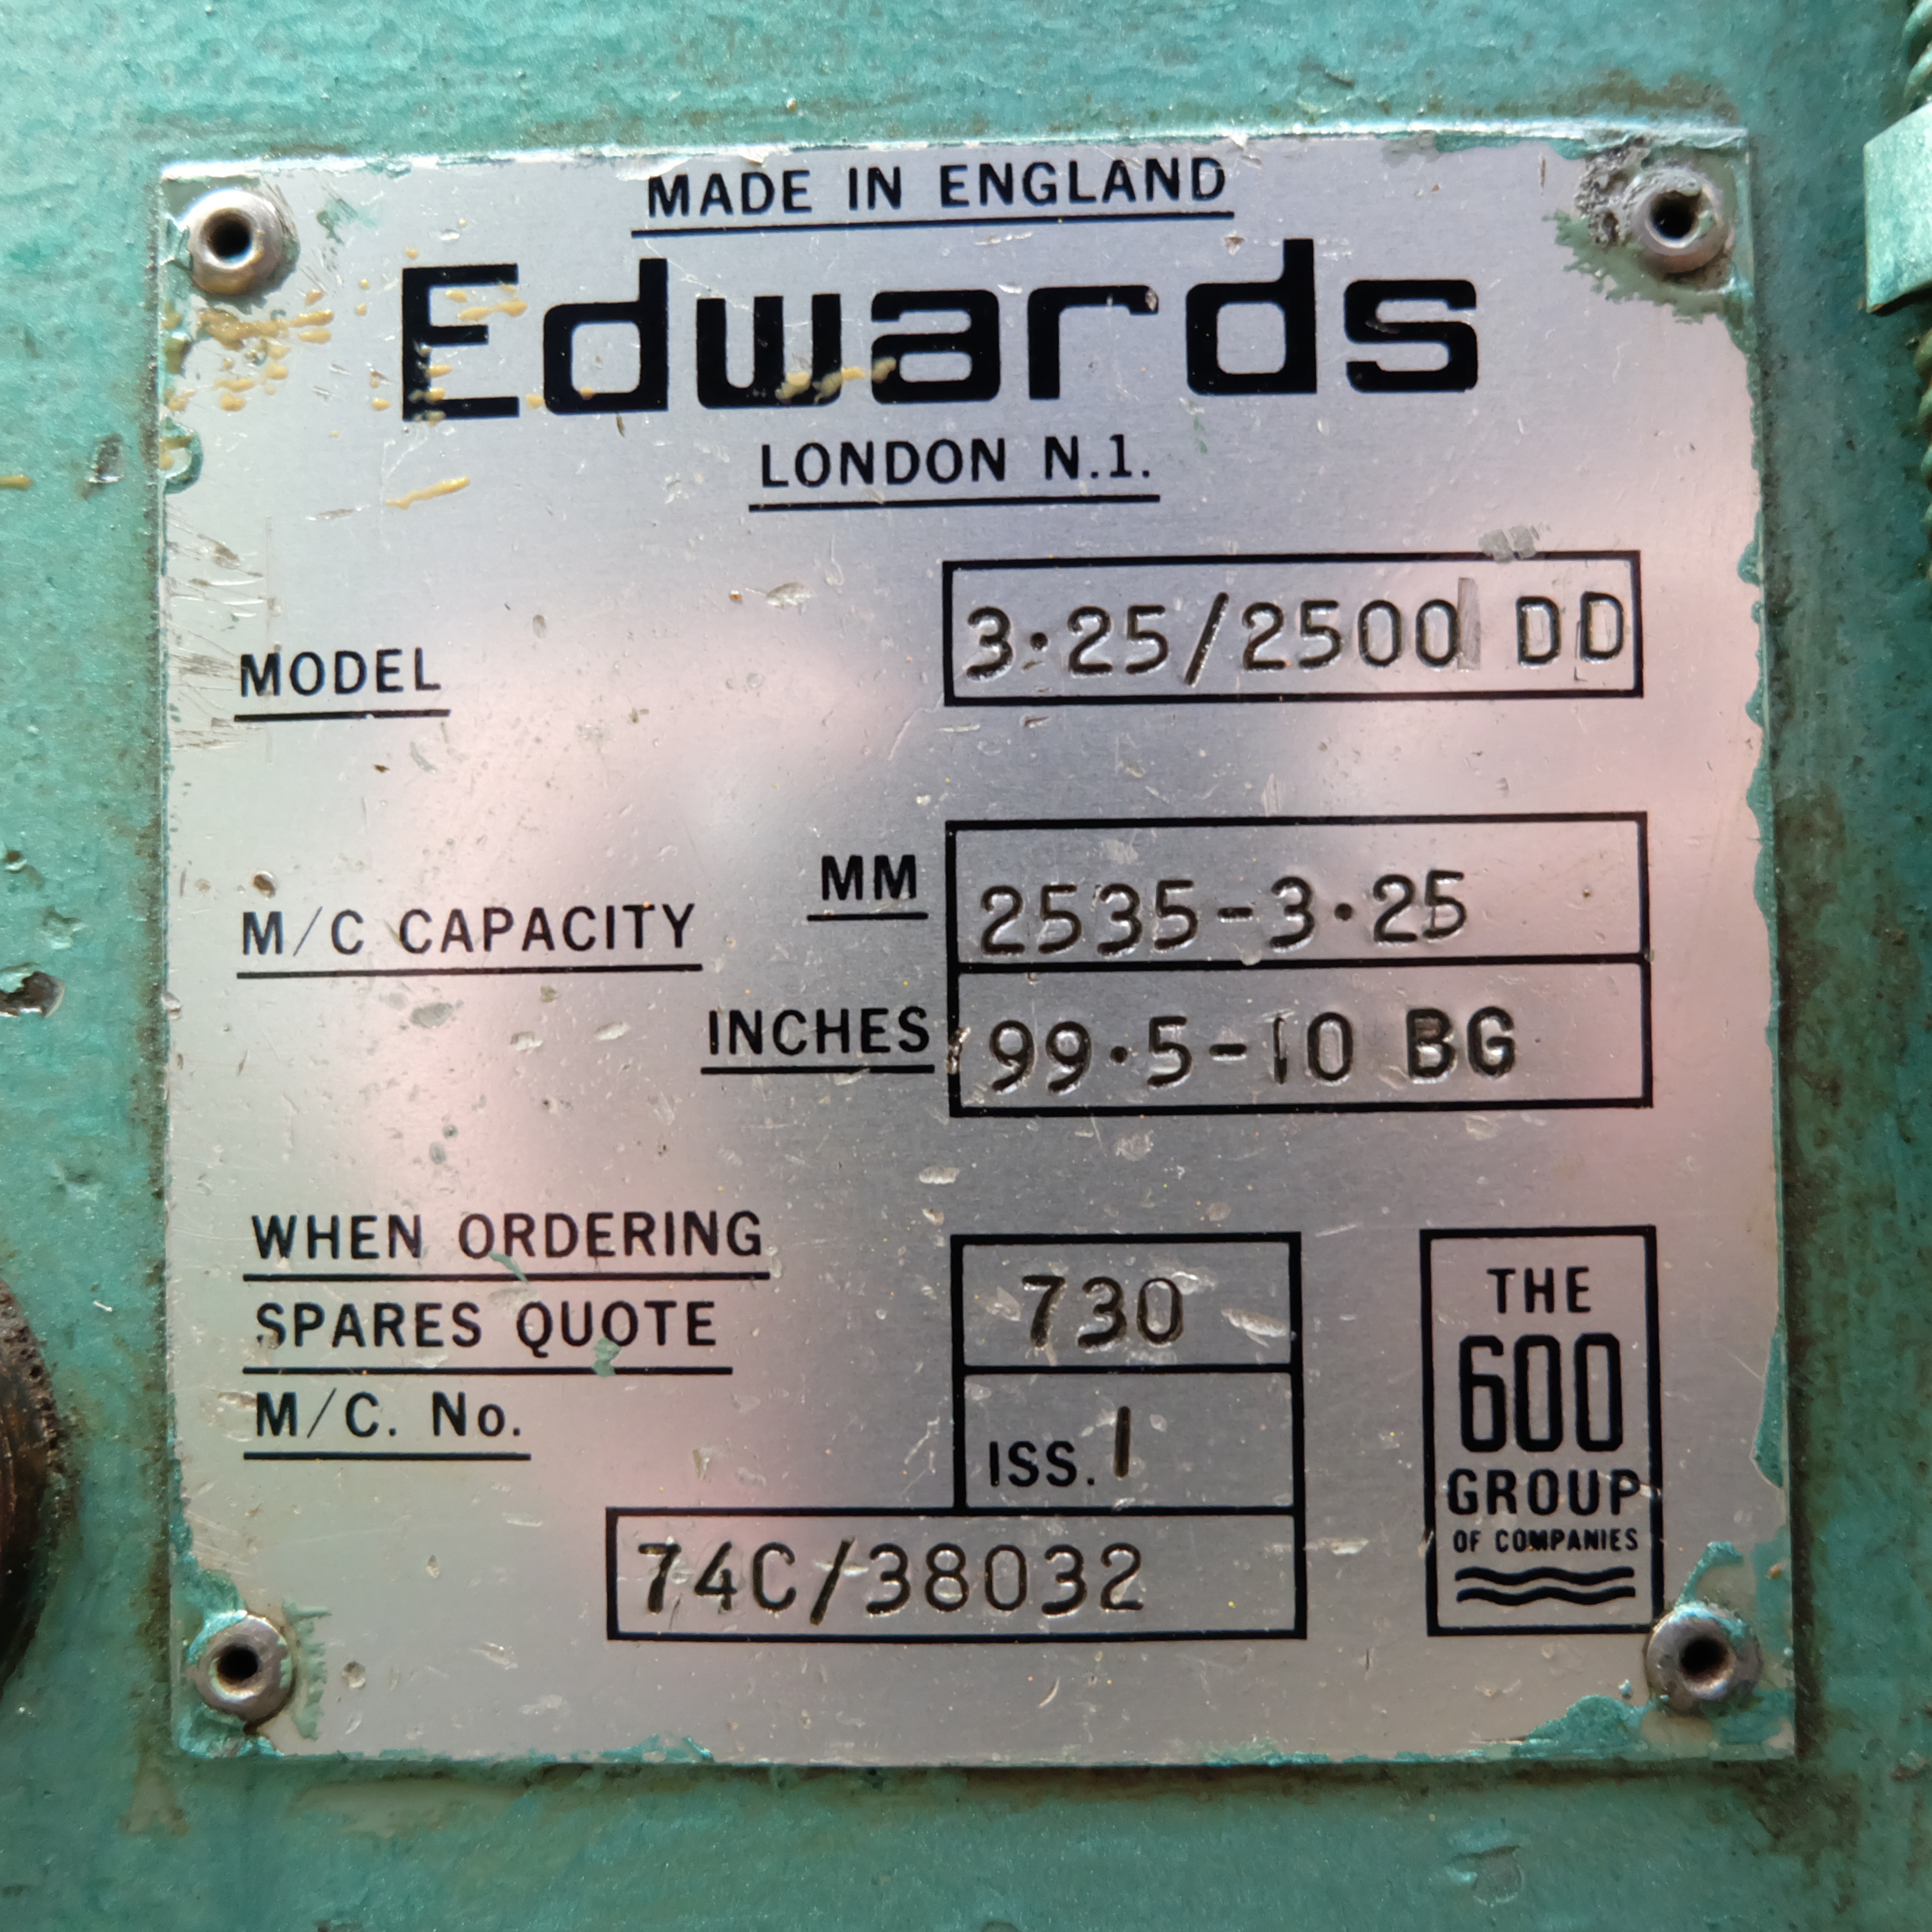 MADE IN ENGLAND
Edwards
LONDON N.1.
MODEL 3·25/2500 DD
M/C CAPACITY MM 2535-3·25
INCHES 99·5-10 BG
WHEN ORDERING
SPARES QUOTE 730
M/C. No. ISS. 1
74C/38032
THE
600
GROUP
OF COMPANIES